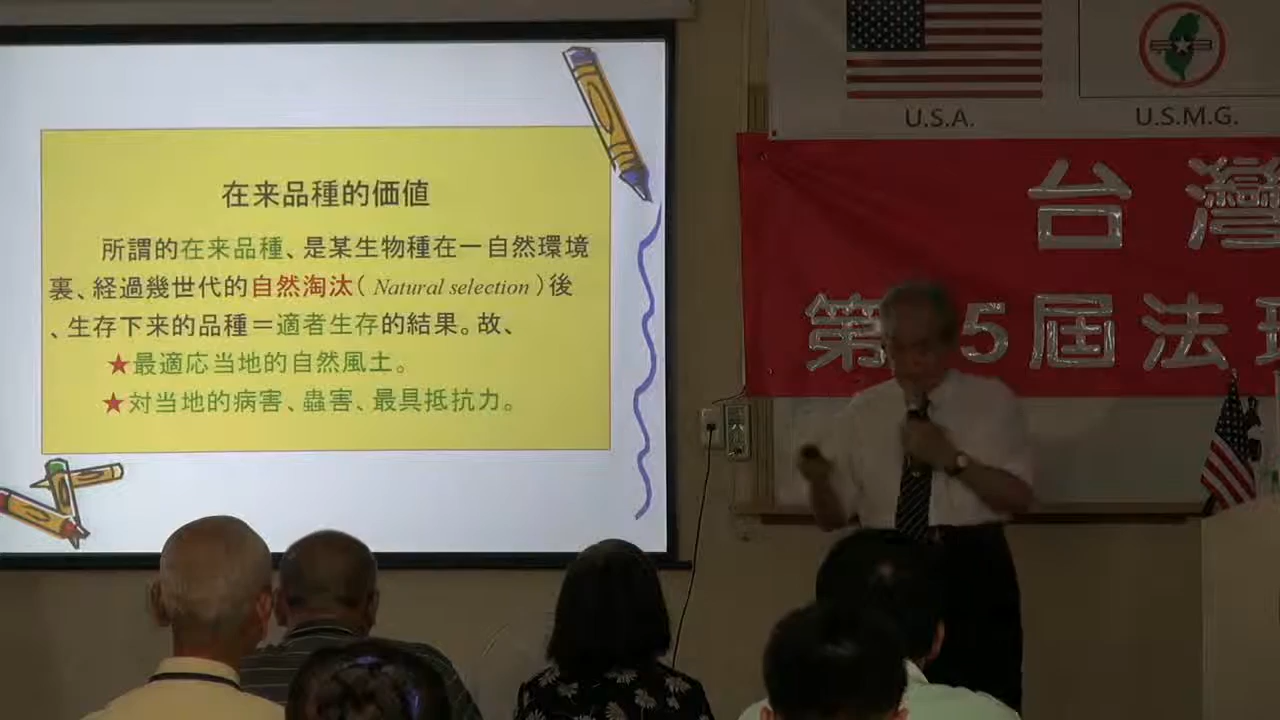 在来品種的価値
所謂的在来品種、是某生物種在一自然環境
裏、経過幾世代的自然淘汰(Natural selection)後
、生存下来的品種＝適者生存的結果。故、
★最適応当地的自然風土。
★対当地的病害、蟲害、最具抵抗力。
U.S.A.
U.S.M.G.
台灣
第 5屆法理